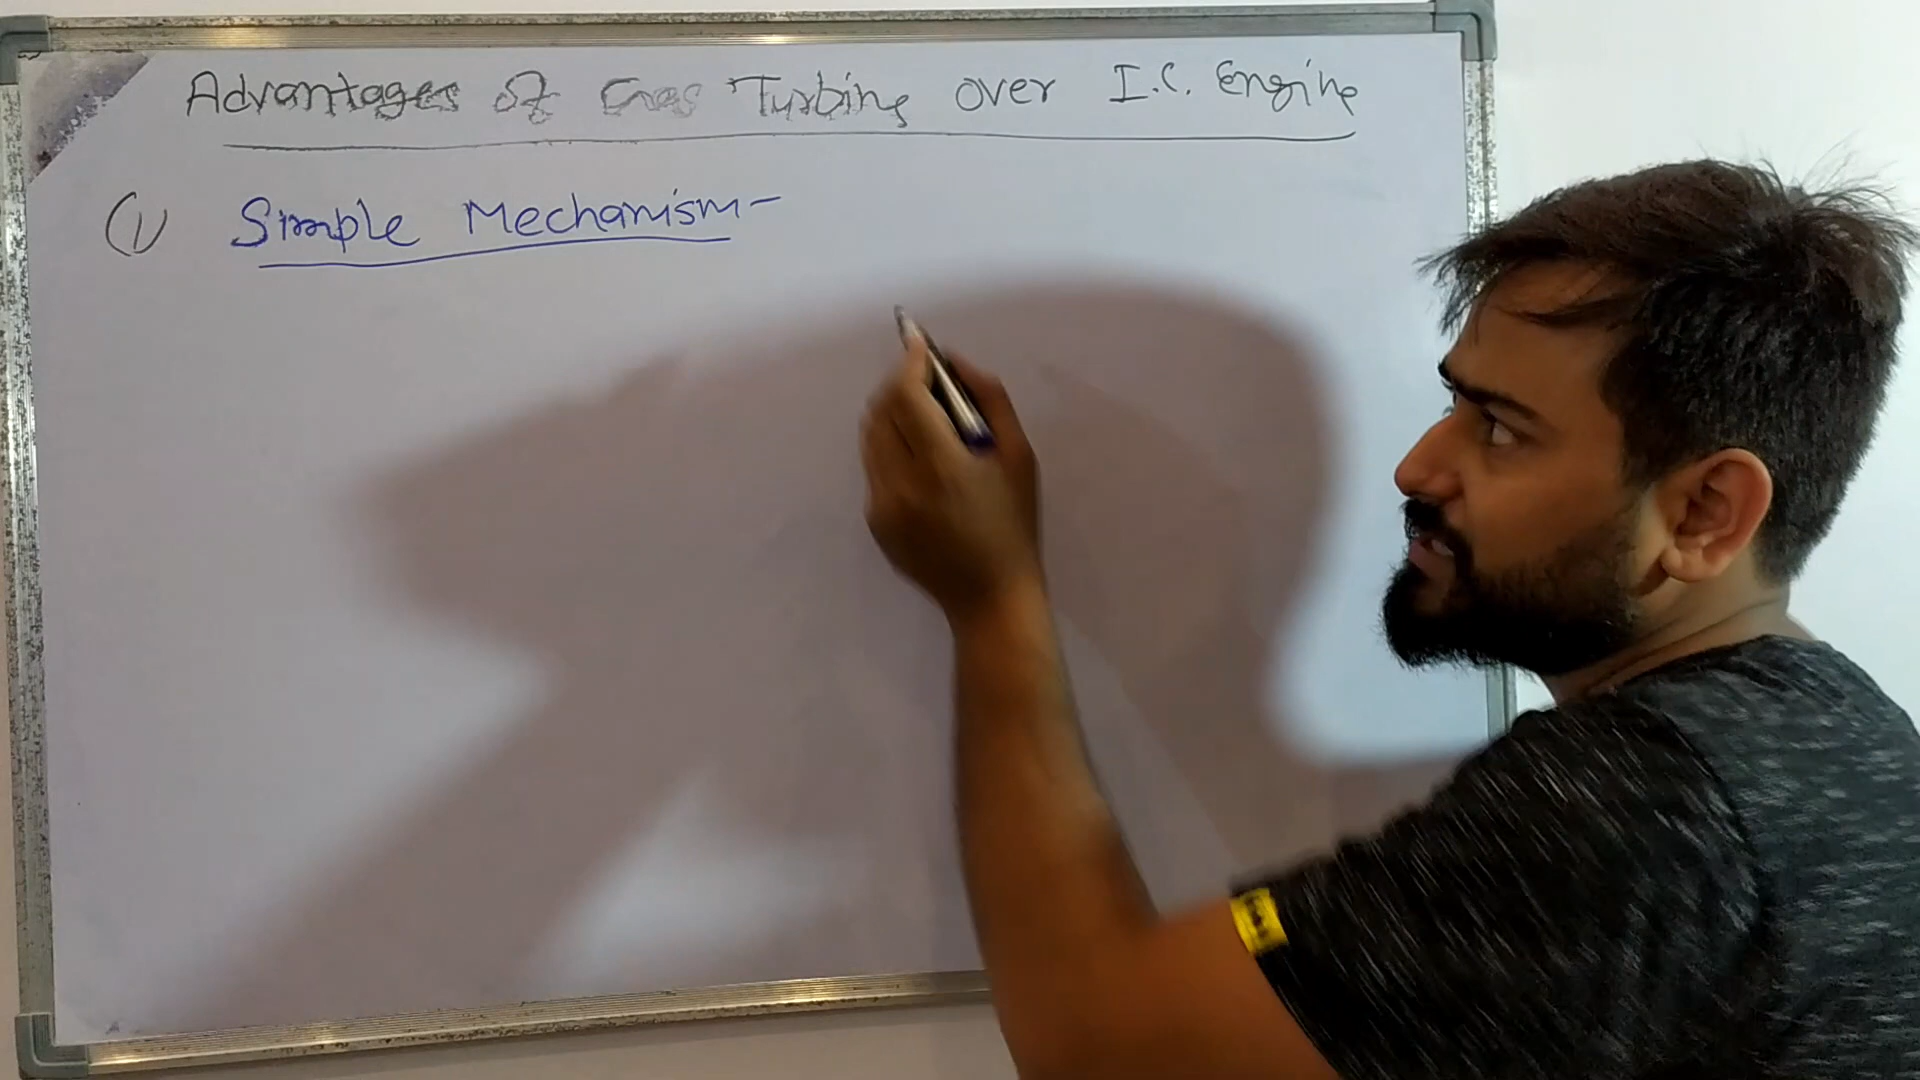 Advantages of Gas Turbine over I.C. Engine
(1) Simple Mechanism-